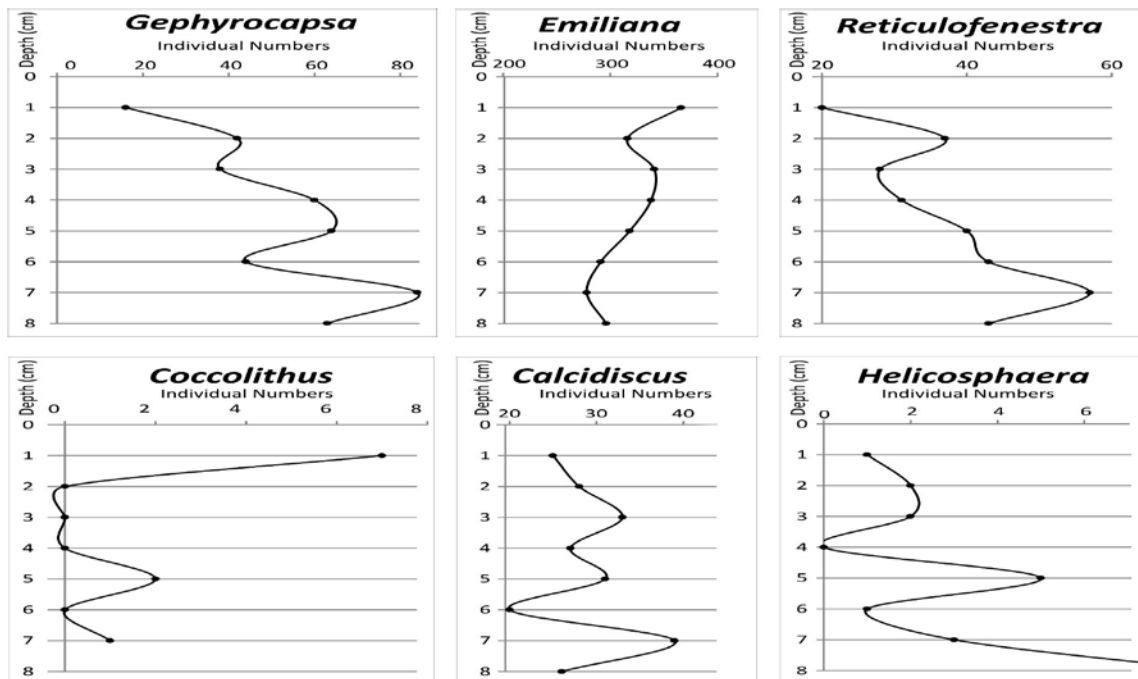 Gephyrocapsa
Individual Numbers
Depth (cm)
0 20 40 60 80
0
1
2
3
4
5
6
7
8
Emiliana
Individual Numbers
Depth (cm)
200 300 400
0
1
2
3
4
5
6
7
8
Reticulofenestra
Individual Numbers
Depth (cm)
20 40 60
0
1
2
3
4
5
6
7
8
Coccolithus
Individual Numbers
Depth (cm)
0 2 4 6 8
0
1
2
3
4
5
6
7
8
Calcidiscus
Individual Numbers
Depth (cm)
20 30 40
0
1
2
3
4
5
6
7
8
Helicosphaera
Individual Numbers
Depth (cm)
0 2 4 6
0
1
2
3
4
5
6
7
8